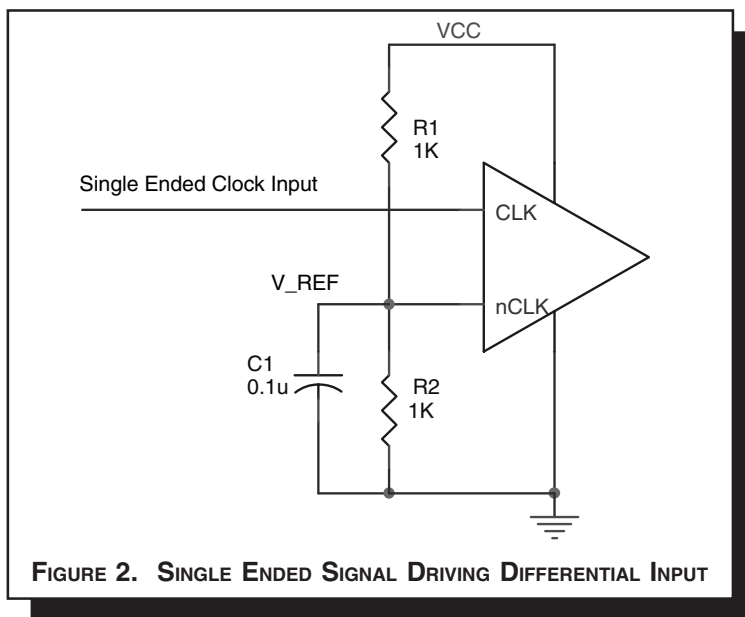 VCC
R1
1K
Single Ended Clock Input
CLK
V_REF
nCLK
C1
0.1u
R2
1K
FIGURE 2. SINGLE ENDED SIGNAL DRIVING DIFFERENTIAL INPUT